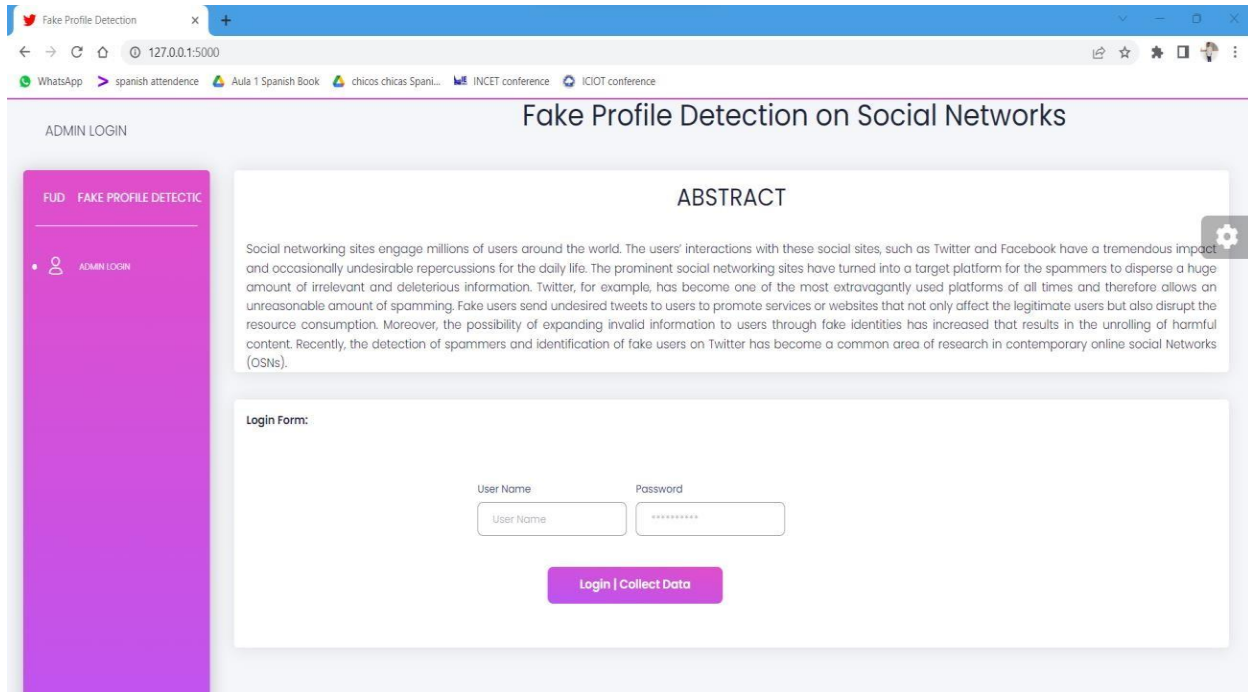 Fake Profile Detection
127.0.0.1:5000
WhatsApp spanish attendence Aula 1 Spanish Book chicos chicas Spani... INCET conference ICIOT conference
ADMIN LOGIN
Fake Profile Detection on Social Networks
FUD FAKE PROFILE DETECTIC
ADMIN LOGIN
ABSTRACT
Social networking sites engage millions of users around the world. The users' interactions with these social sites, such as Twitter and Facebook have a tremendous impact
and occasionally undesirable repercussions for the daily life. The prominent social networking sites have turned into a target platform for the spammers to disperse a huge
amount of irrelevant and deleterious information. Twitter, for example, has become one of the most extravagantly used platforms of all times and therefore allows an
unreasonable amount of spamming. Fake users send undesired tweets to users to promote services or websites that not only affect the legitimate users but also disrupt the
resource consumption. Moreover, the possibility of expanding invalid information to users through fake identities has increased that results in the unrolling of harmful
content. Recently, the detection of spammers and identification of fake users on Twitter has become a common area of research in contemporary online social Networks
(OSNs).
Login Form:
User Name Password
User Name **********
Login | Collect Data